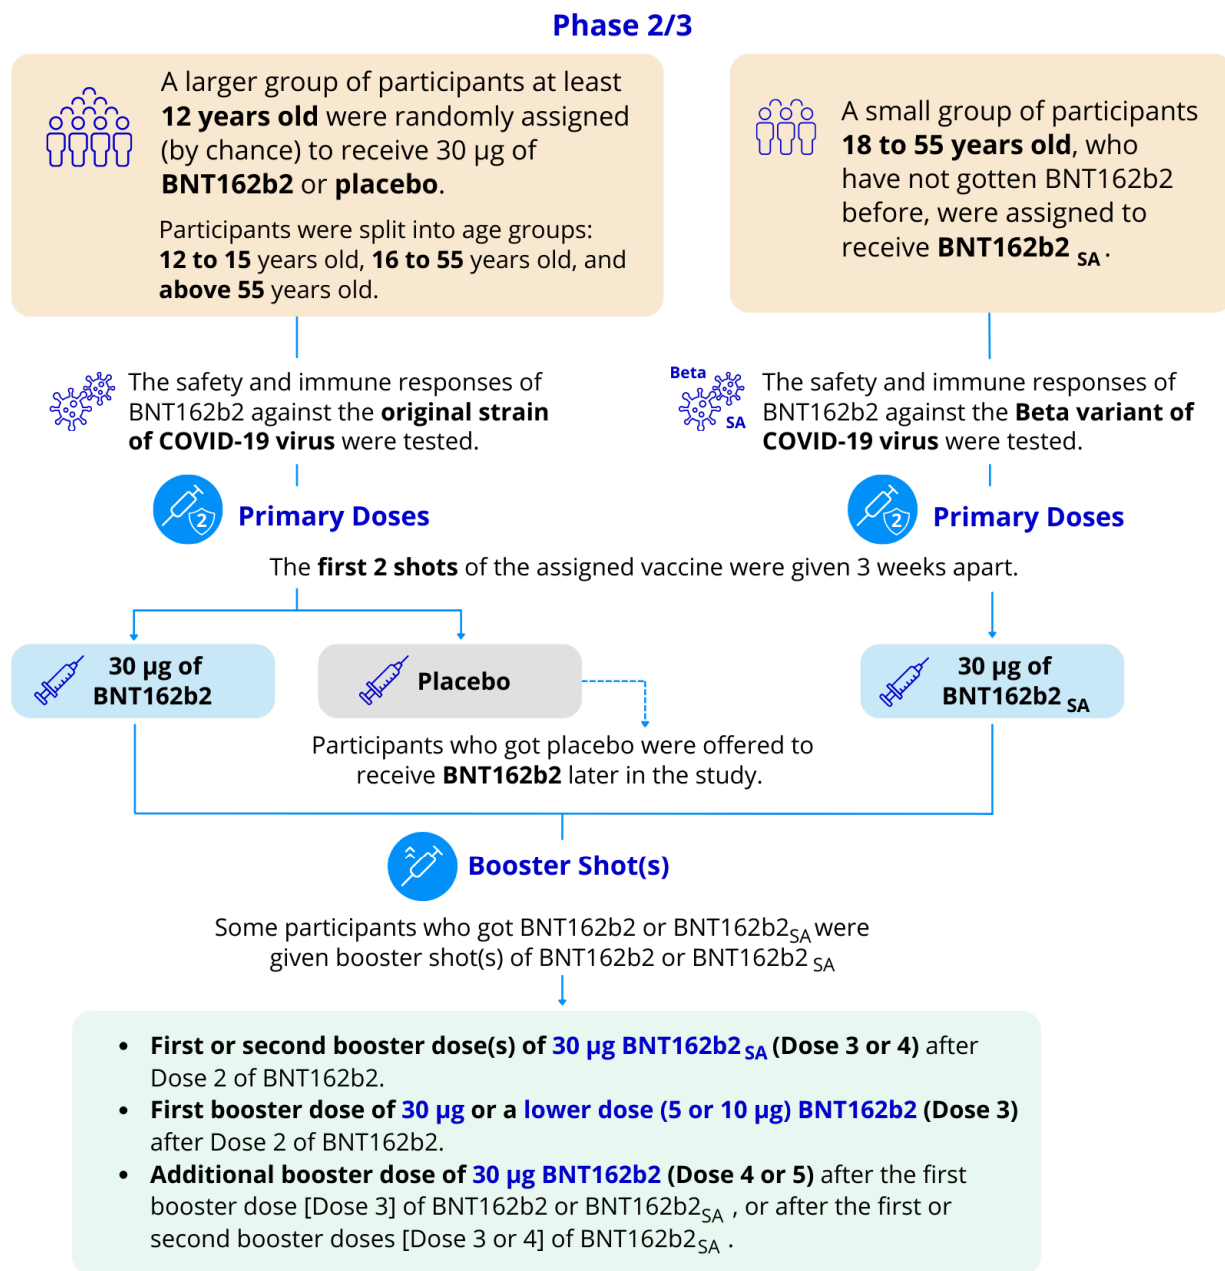 Phase 2/3
A larger group of participants at least
12 years old were randomly assigned
(by chance) to receive 30 µg of
BNT162b2 or placebo.
Participants were split into age groups:
12 to 15 years old, 16 to 55 years old, and
above 55 years old.
A small group of participants
18 to 55 years old, who
have not gotten BNT162b2
before, were assigned to
receive BNT162b2 SA .
The safety and immune responses of
BNT162b2 against the original strain
of COVID-19 virus were tested.
Beta
SA
The safety and immune responses of
BNT162b2 against the Beta variant of
COVID-19 virus were tested.
2
Primary Doses
2
Primary Doses
The first 2 shots of the assigned vaccine were given 3 weeks apart.
30 µg of
BNT162b2
Placebo
30 µg of
BNT162b2 SA
Participants who got placebo were offered to
receive BNT162b2 later in the study.
Booster Shot(s)
Some participants who got BNT162b2 or BNT162b2SA were
given booster shot(s) of BNT162b2 or BNT162b2 SA
• First or second booster dose(s) of 30 µg BNT162b2 SA (Dose 3 or 4) after
Dose 2 of BNT162b2.
• First booster dose of 30 µg or a lower dose (5 or 10 µg) BNT162b2 (Dose 3)
after Dose 2 of BNT162b2.
• Additional booster dose of 30 µg BNT162b2 (Dose 4 or 5) after the first
booster dose [Dose 3] of BNT162b2 or BNT162b2SA , or after the first or
second booster doses [Dose 3 or 4] of BNT162b2SA .